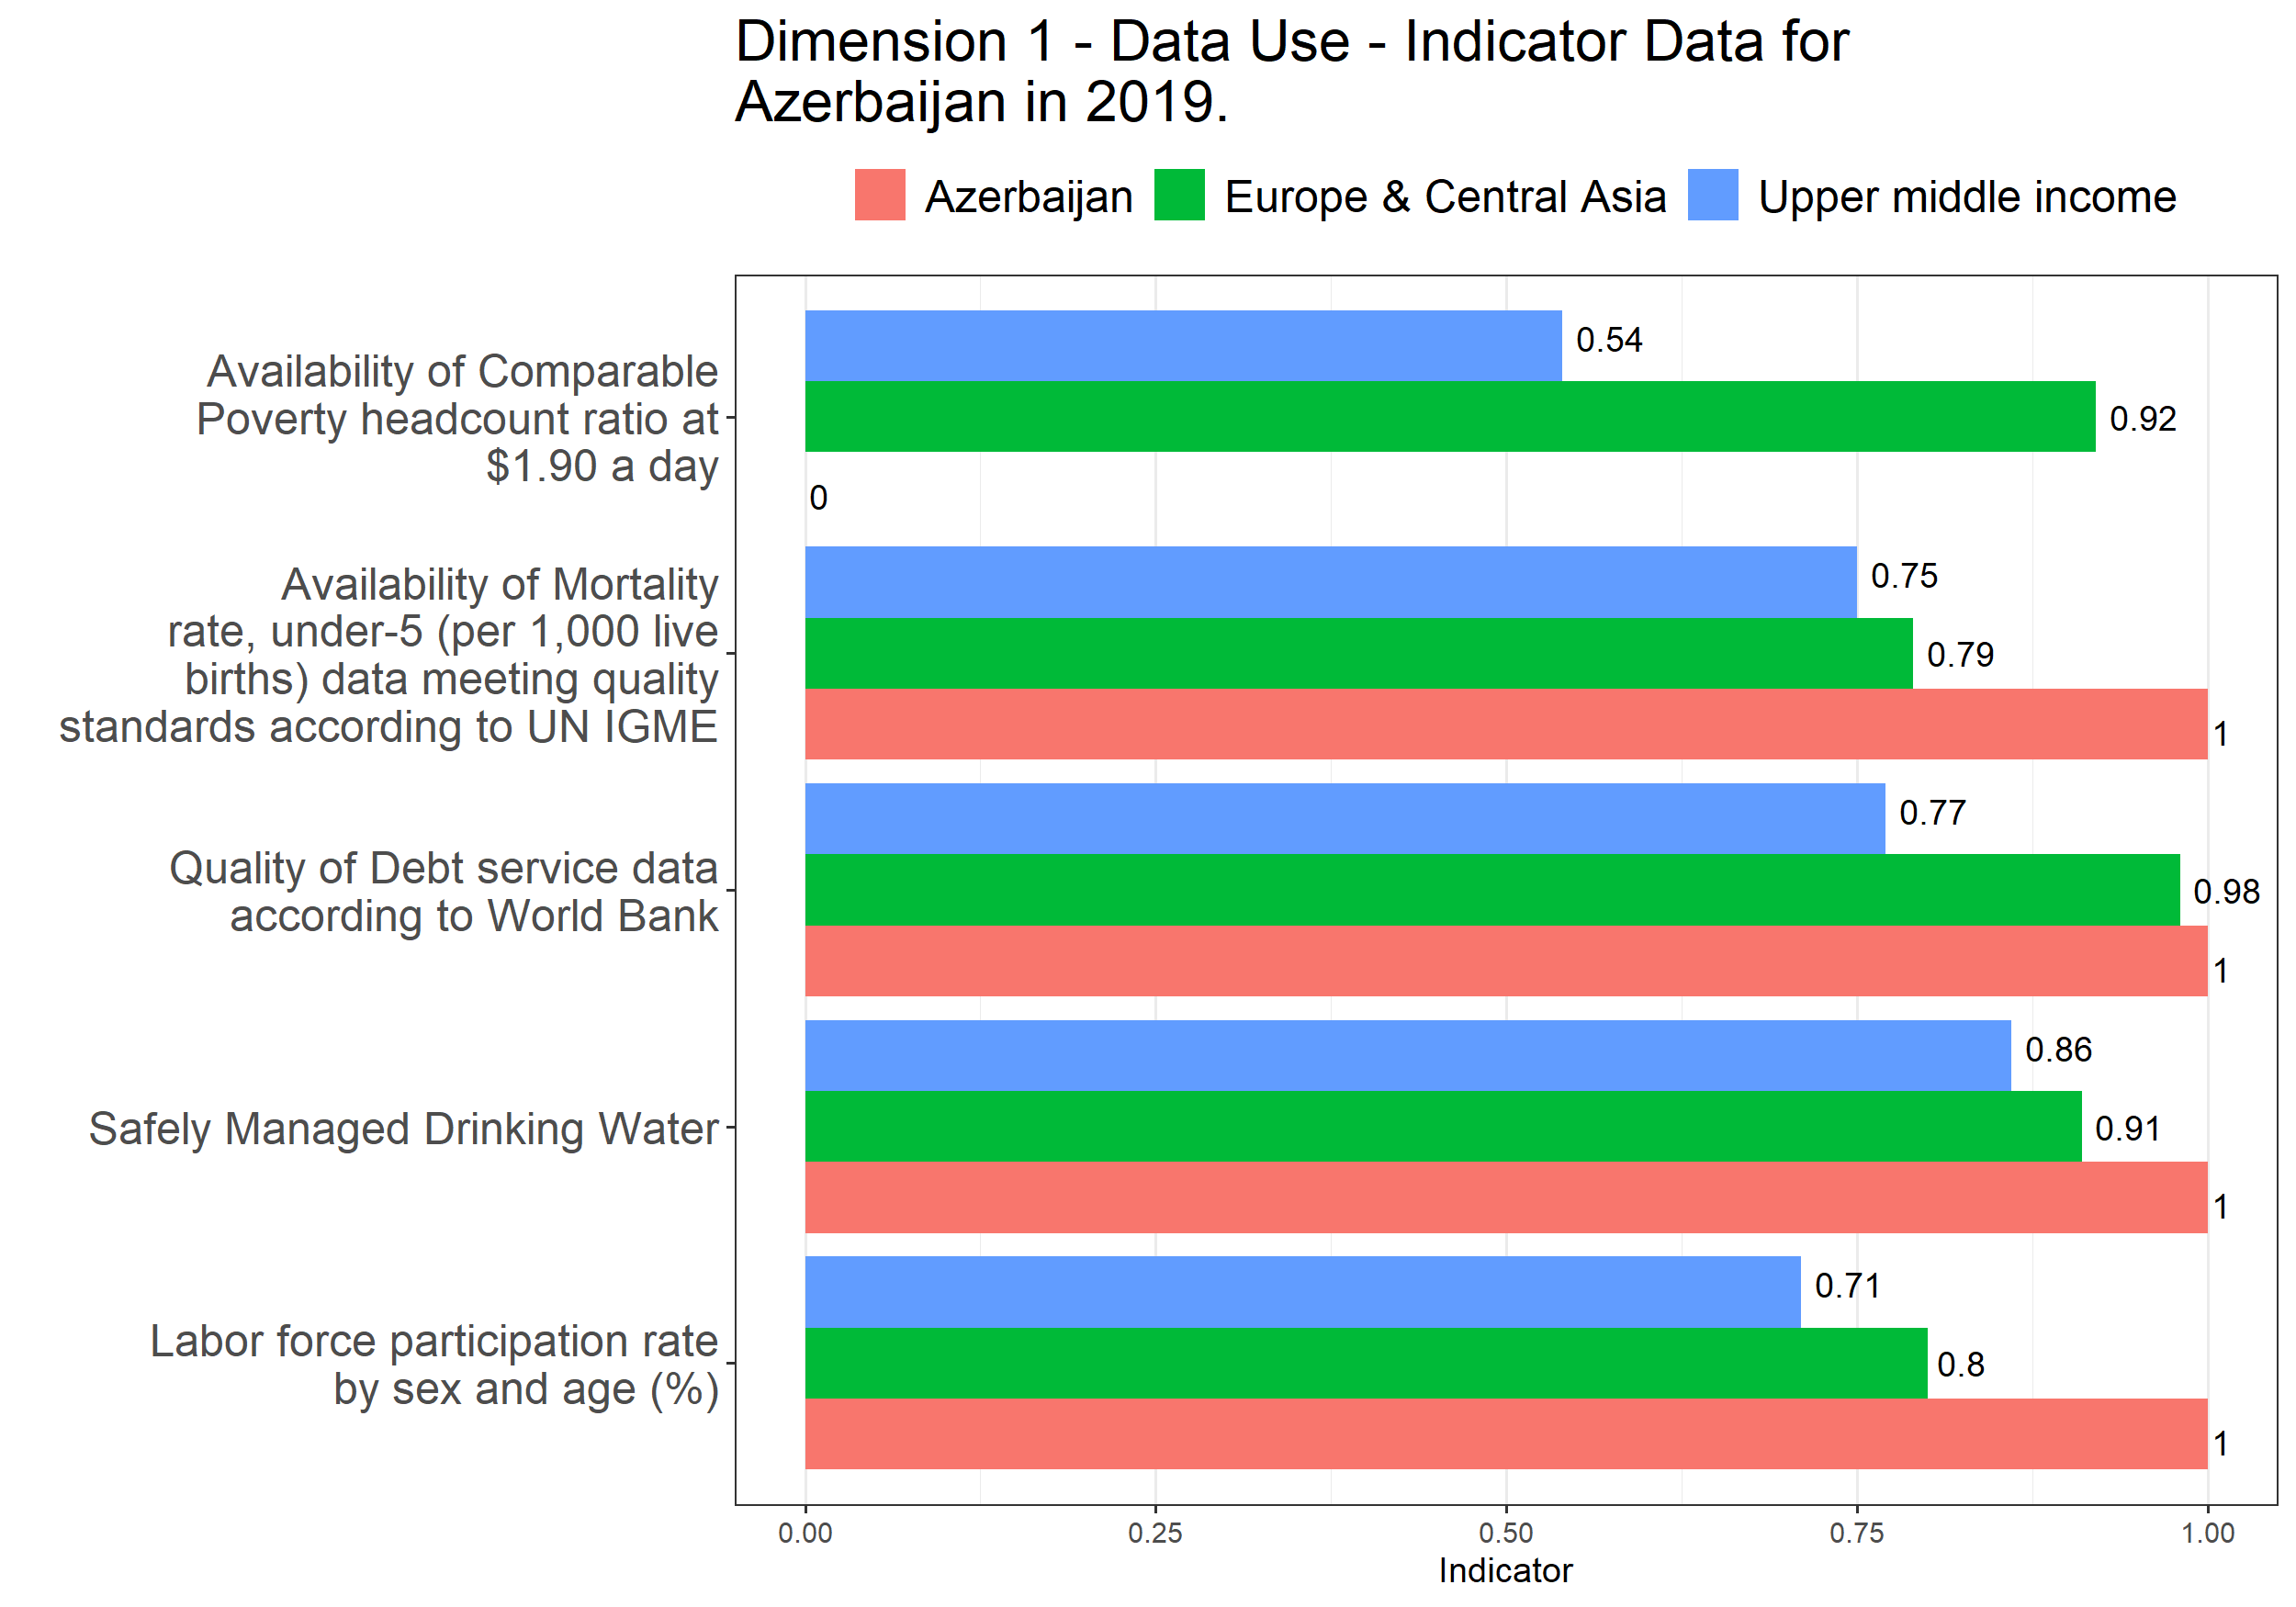 Dimension 1 - Data Use - Indicator Data for
Azerbaijan in 2019.
Azerbaijan
Europe & Central Asia
Upper middle income
Availability of Comparable
Poverty headcount ratio at
$1.90 a day
0.54
0.92
0
Availability of Mortality
rate, under-5 (per 1,000 live
births) data meeting quality
standards according to UN IGME
0.75
0.79
1
Quality of Debt service data
according to World Bank
0.77
0.98
1
Safely Managed Drinking Water
0.86
0.91
1
Labor force participation rate
by sex and age (%)
0.71
0.8
1
0.00
0.25
0.50
0.75
1.00
Indicator